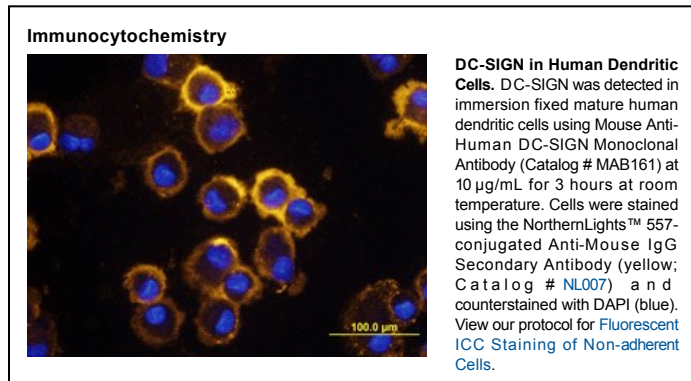 Immunocytochemistry
100.0 µm
DC-SIGN in Human Dendritic
Cells. DC-SIGN was detected in
immersion fixed mature human
dendritic cells using Mouse Anti-
Human DC-SIGN Monoclonal
Antibody (Catalog # MAB161) at
10 µg/mL for 3 hours at room
temperature. Cells were stained
using the NorthernLights™ 557-
conjugated Anti-Mouse IgG
Secondary Antibody (yellow;
Catalog # NL007) and
counterstained with DAPI (blue).
View our protocol for Fluorescent
ICC Staining of Non-adherent
Cells.